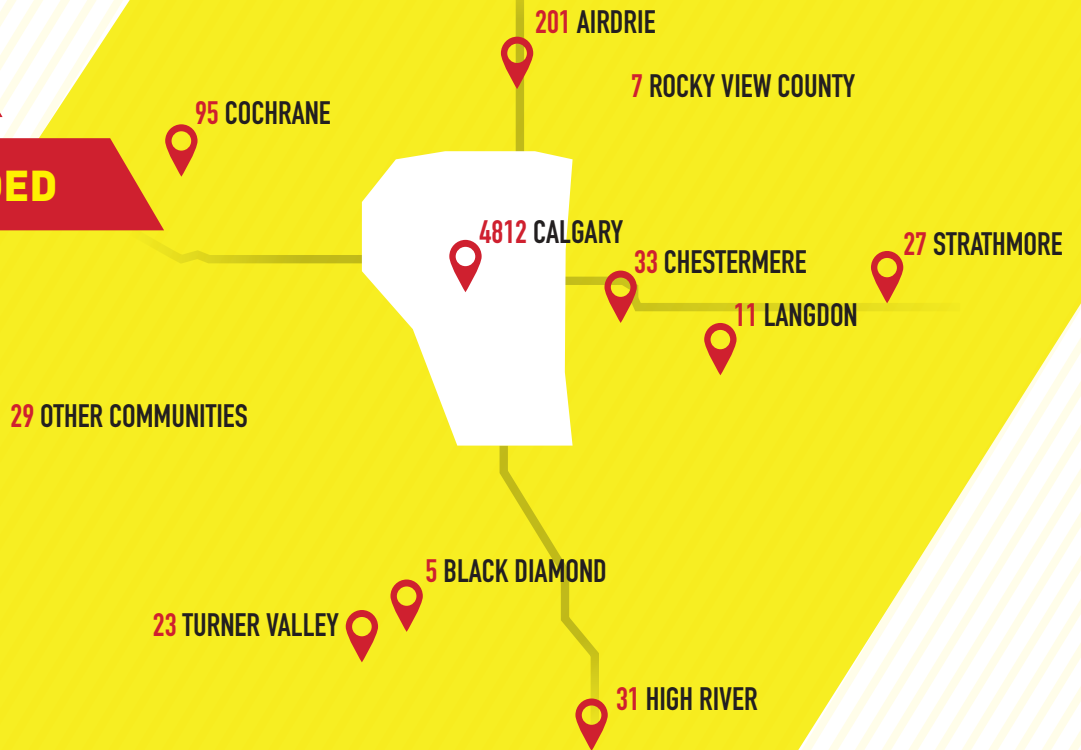 201 AIRDRIE
7 ROCKY VIEW COUNTY
95 COCHRANE
4812 CALGARY
33 CHESTERMERE
27 STRATHMORE
11 LANGDON
29 OTHER COMMUNITIES
5 BLACK DIAMOND
23 TURNER VALLEY
31 HIGH RIVER